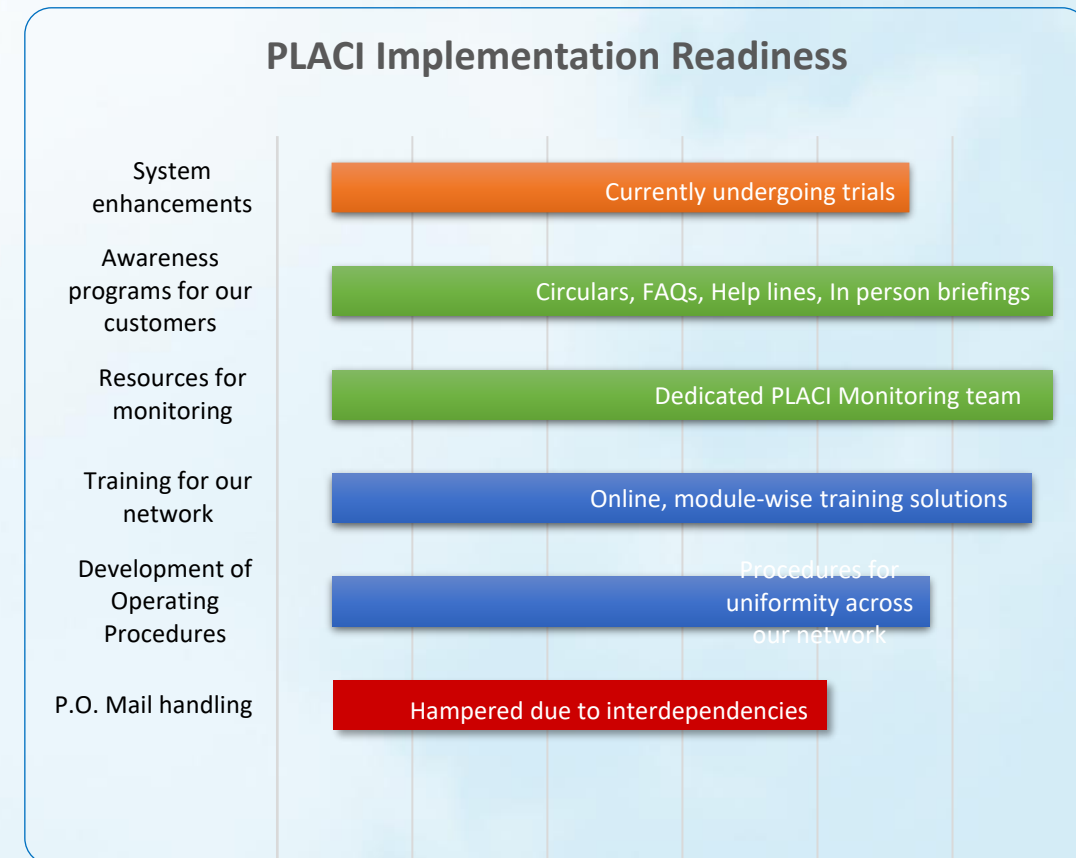 PLACI Implementation Readiness
System
enhancements
Currently undergoing trials
Awareness
programs for our
customers
Circulars, FAQs, Help lines, In person briefings
Resources for
monitoring
Dedicated PLACI Monitoring team
Training for our
network
Online, module-wise training solutions
Development of
Operating
Procedures
Procedures for
uniformity across
our network
P.O. Mail handling
Hampered due to interdependencies